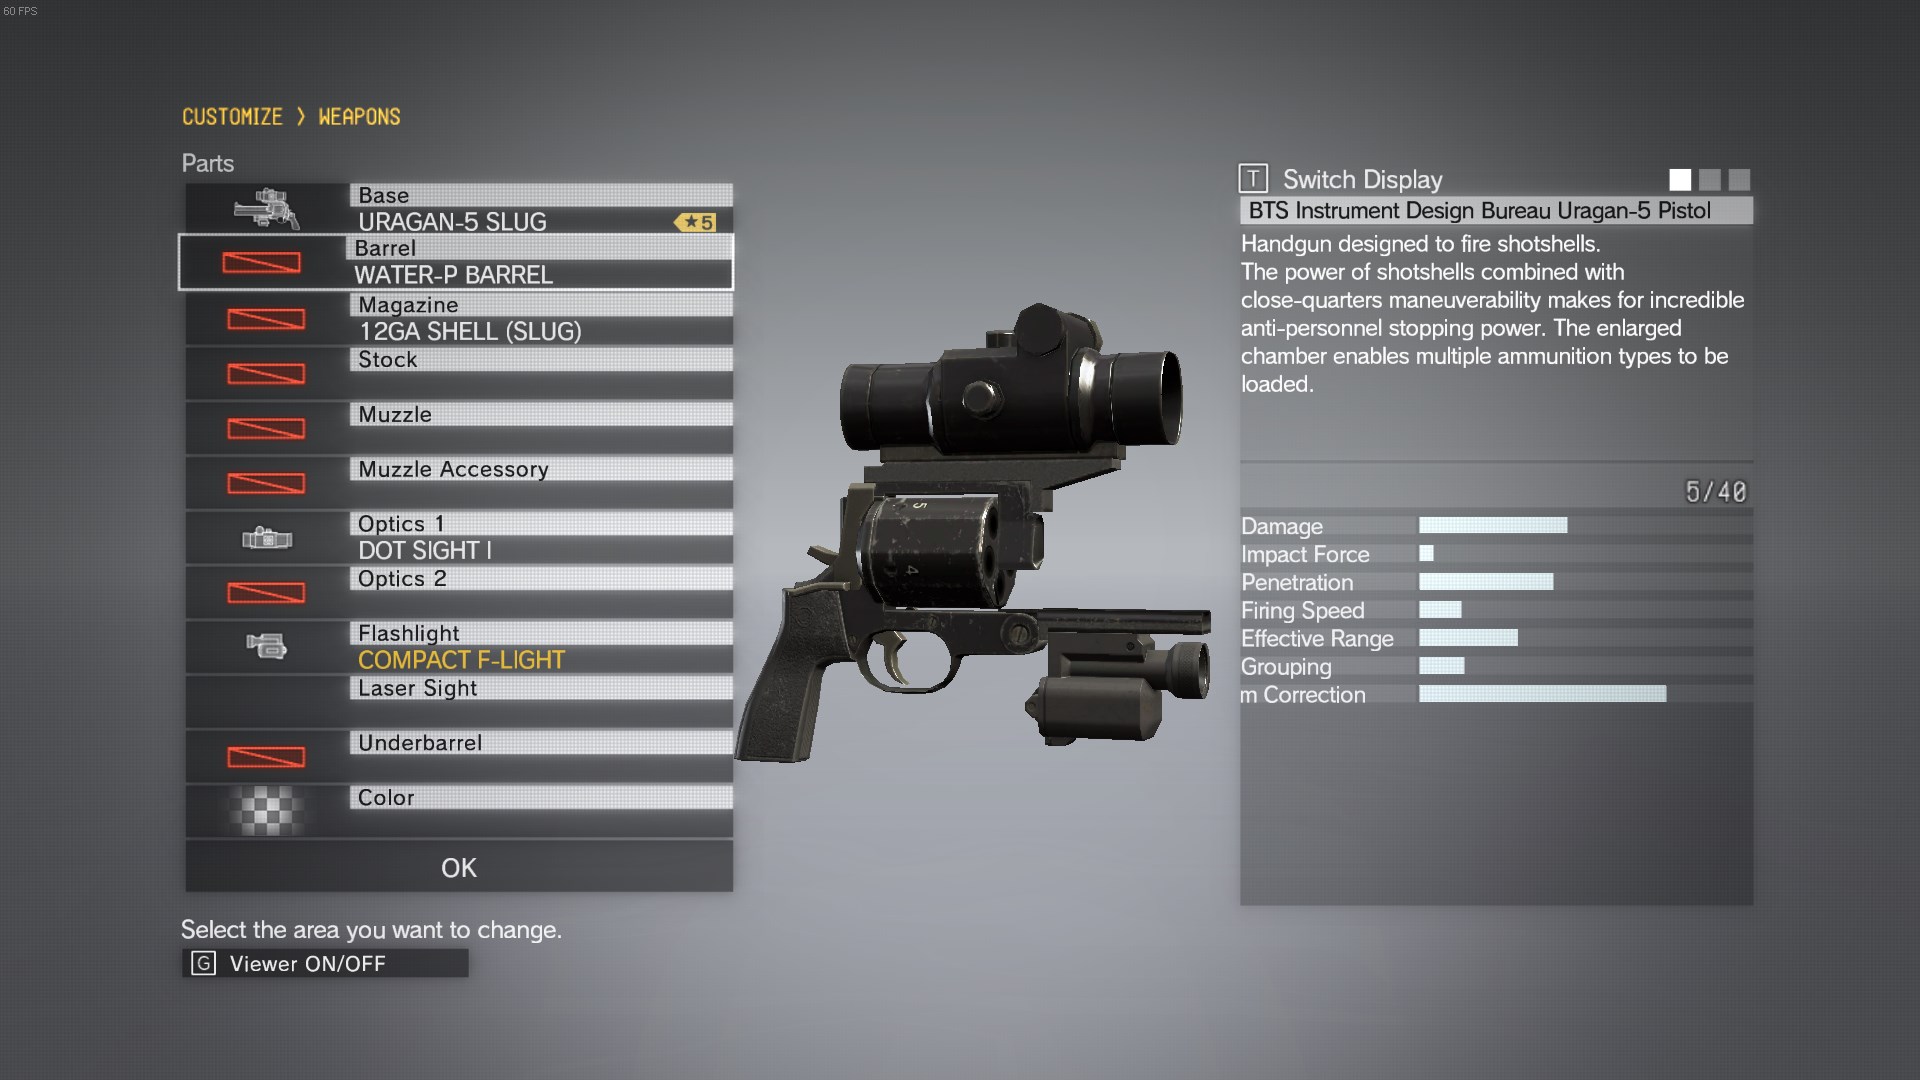 60 FPS
CUSTOMIZE > WEAPONS
Parts
Base
URAGAN-5 SLUG
★5
Barrel
WATER-P BARREL
Magazine
12GA SHELL (SLUG)
Stock
Muzzle
Muzzle Accessory
Optics 1
DOT SIGHT I
Optics 2
Flashlight
COMPACT F-LIGHT
Laser Sight
Underbarrel
Color
OK
Select the area you want to change.
G Viewer ON/OFF
5
4
T Switch Display
BTS Instrument Design Bureau Uragan-5 Pistol
Handgun designed to fire shotshells.
The power of shotshells combined with
close-quarters maneuverability makes for incredible
anti-personnel stopping power. The enlarged
chamber enables multiple ammunition types to be
loaded.
5/40
Damage
Impact Force
Penetration
Firing Speed
Effective Range
Grouping
m Correction